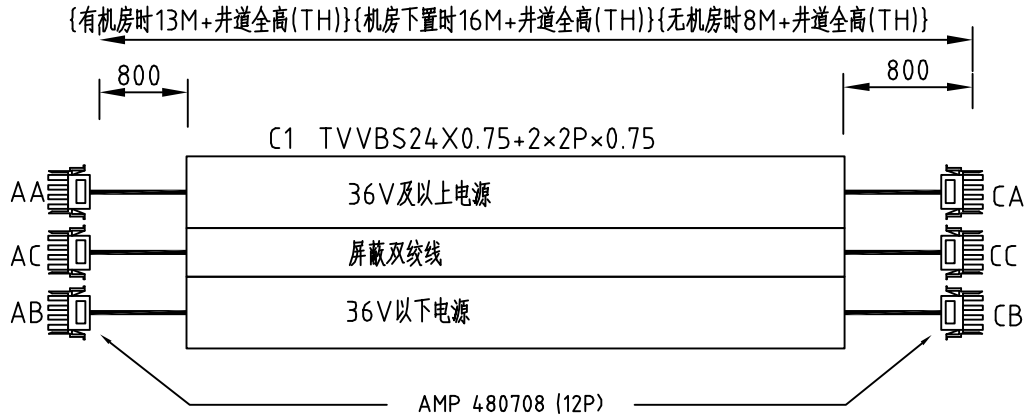 {有机房时13M+井道全高(TH)}{机房下置时16M+井道全高(TH)}{无机房时8M+井道全高(TH)}
800
800
C1 TVVBS24X0.75+2×2P×0.75
AA
36V及以上电源
CA
AC
屏蔽双绞线
CC
AB
36V以下电源
CB
AMP 480708 (12P)